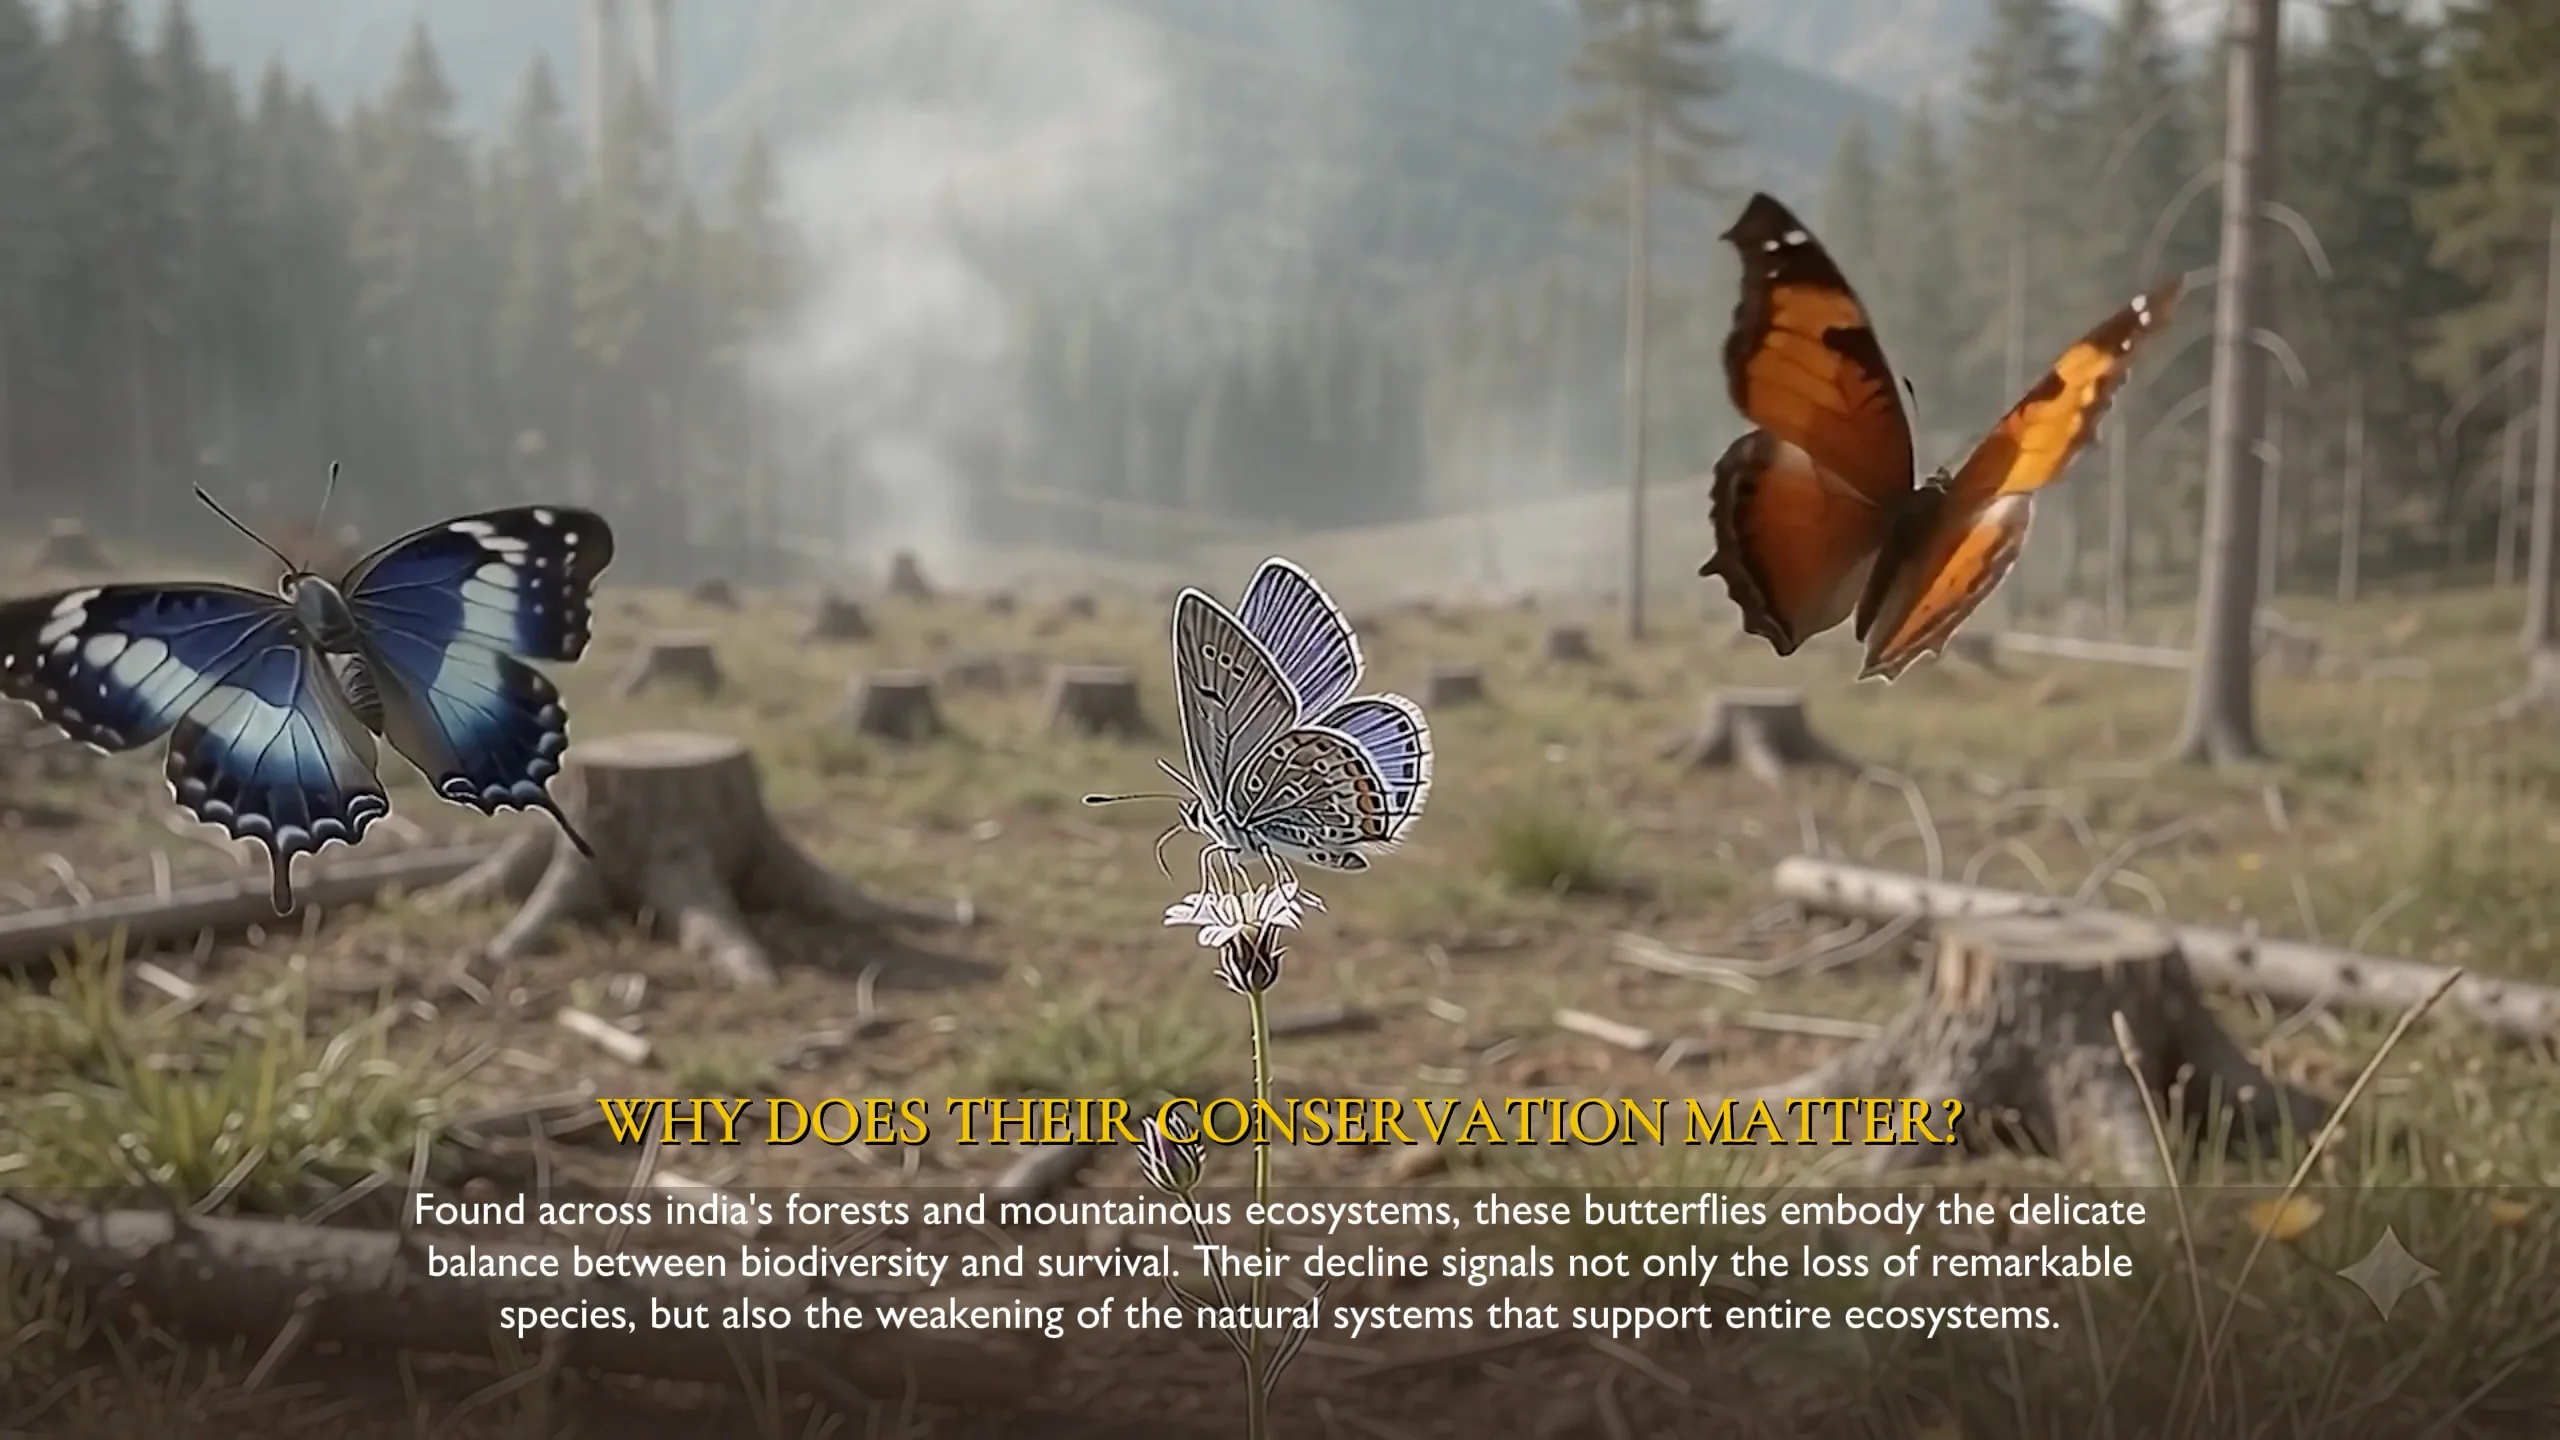 WHY DOES THEIR CONSERVATION MATTER?
Found across india's forests and mountainous ecosystems, these butterflies embody the delicate
balance between biodiversity and survival. Their decline signals not only the loss of remarkable
species, but also the weakening of the natural systems that support entire ecosystems.